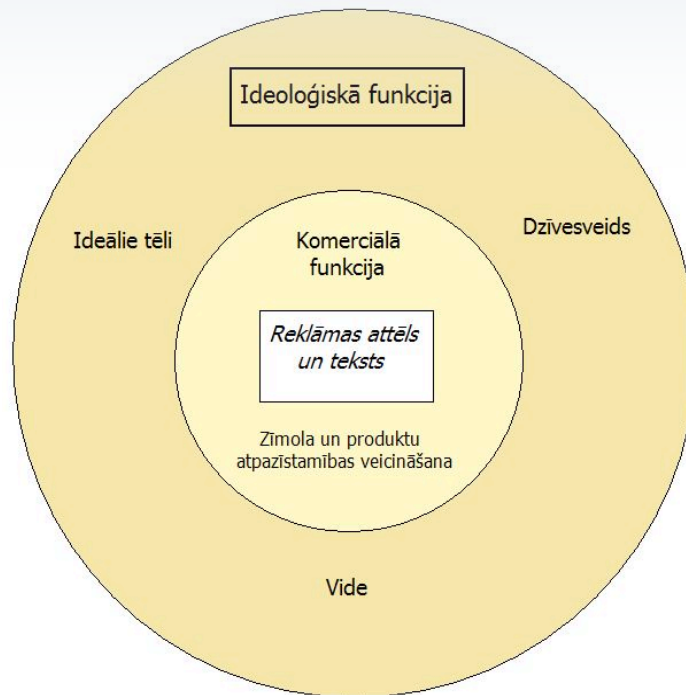 Ideoloģiskā funkcija
Ideālie tēli
Dzīvesveids
Komerciālā
funkcija
Reklāmas attēls
un teksts
Zīmola un produktu
atpazīstamības veicināšana
Vide